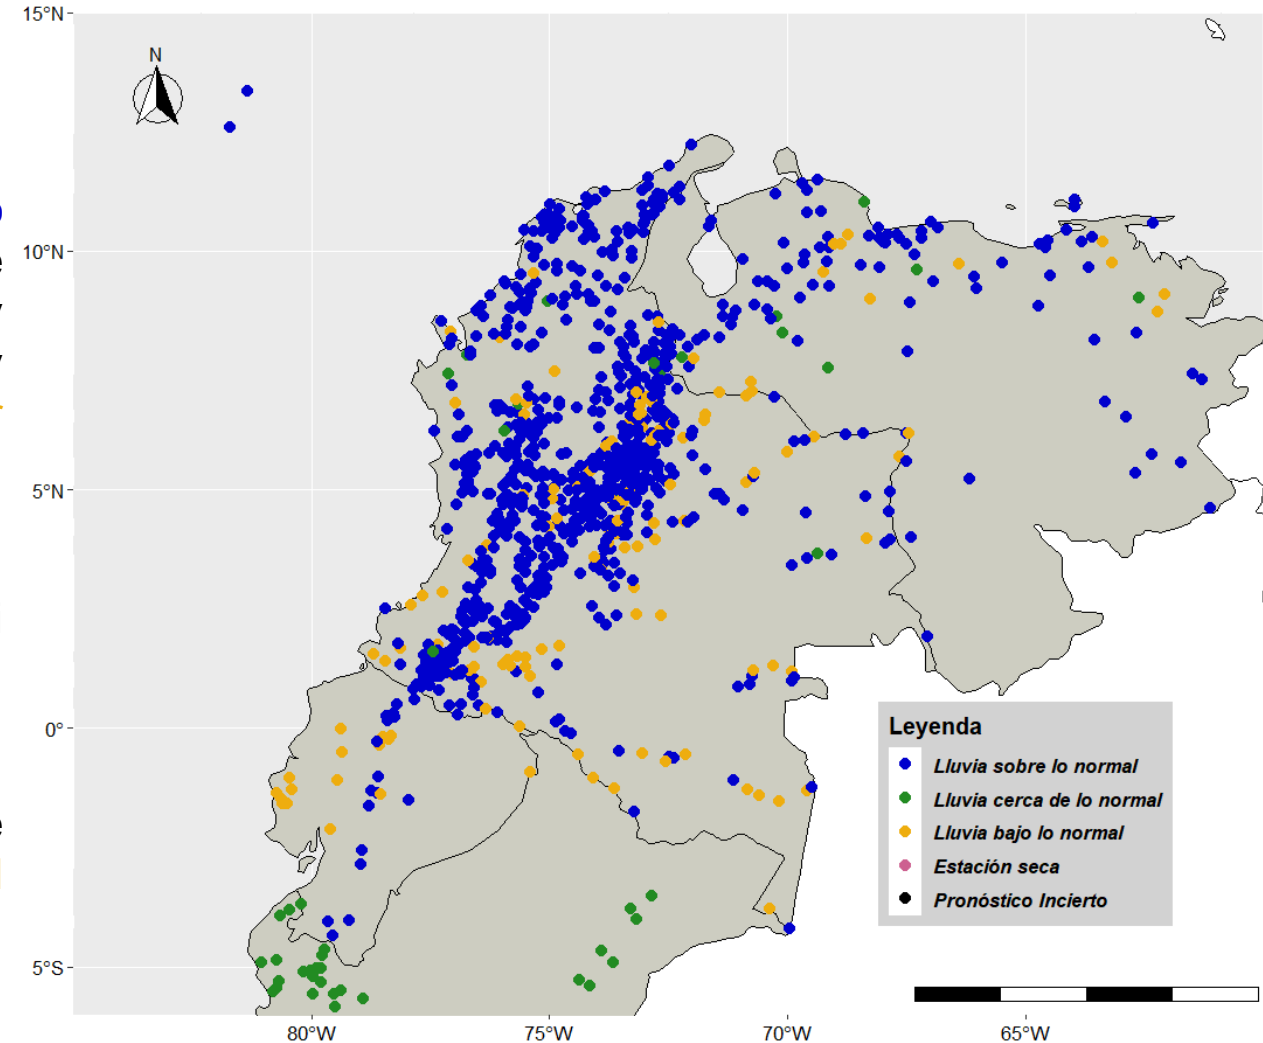 15°N
N
10°N
5°N
0°
5°S
80°W
75°W
70°W
65°W
Leyenda
Lluvia sobre lo normal
Lluvia cerca de lo normal
Lluvia bajo lo normal
Estación seca
Pronóstico Incierto